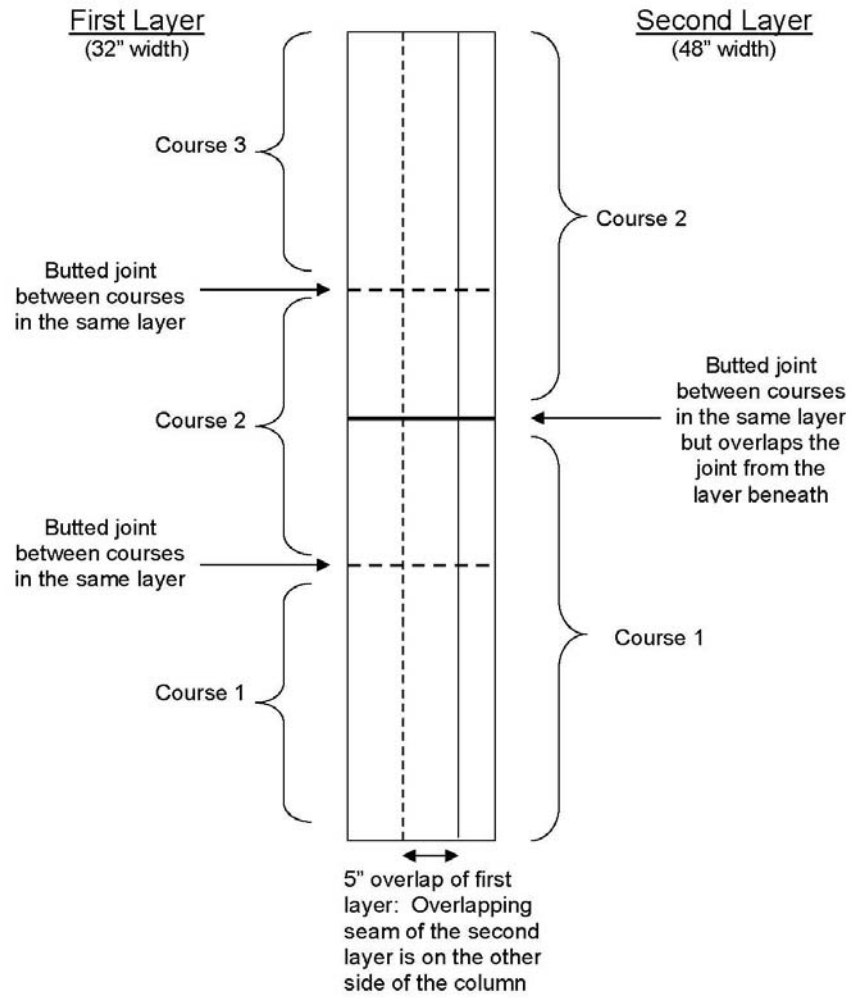 First Layer
(32" width)
Second Layer
(48" width)
Course 3
Course 2
Butted joint
between courses
in the same layer
Butted joint
between courses
in the same layer
but overlaps the
joint from the
laver beneath
Course 2
Butted joint
between courses
in the same layer
Course 1
Course 1
5" overlap of first
layer: Overlapping
seam of the second
layer is on the other
side of the column